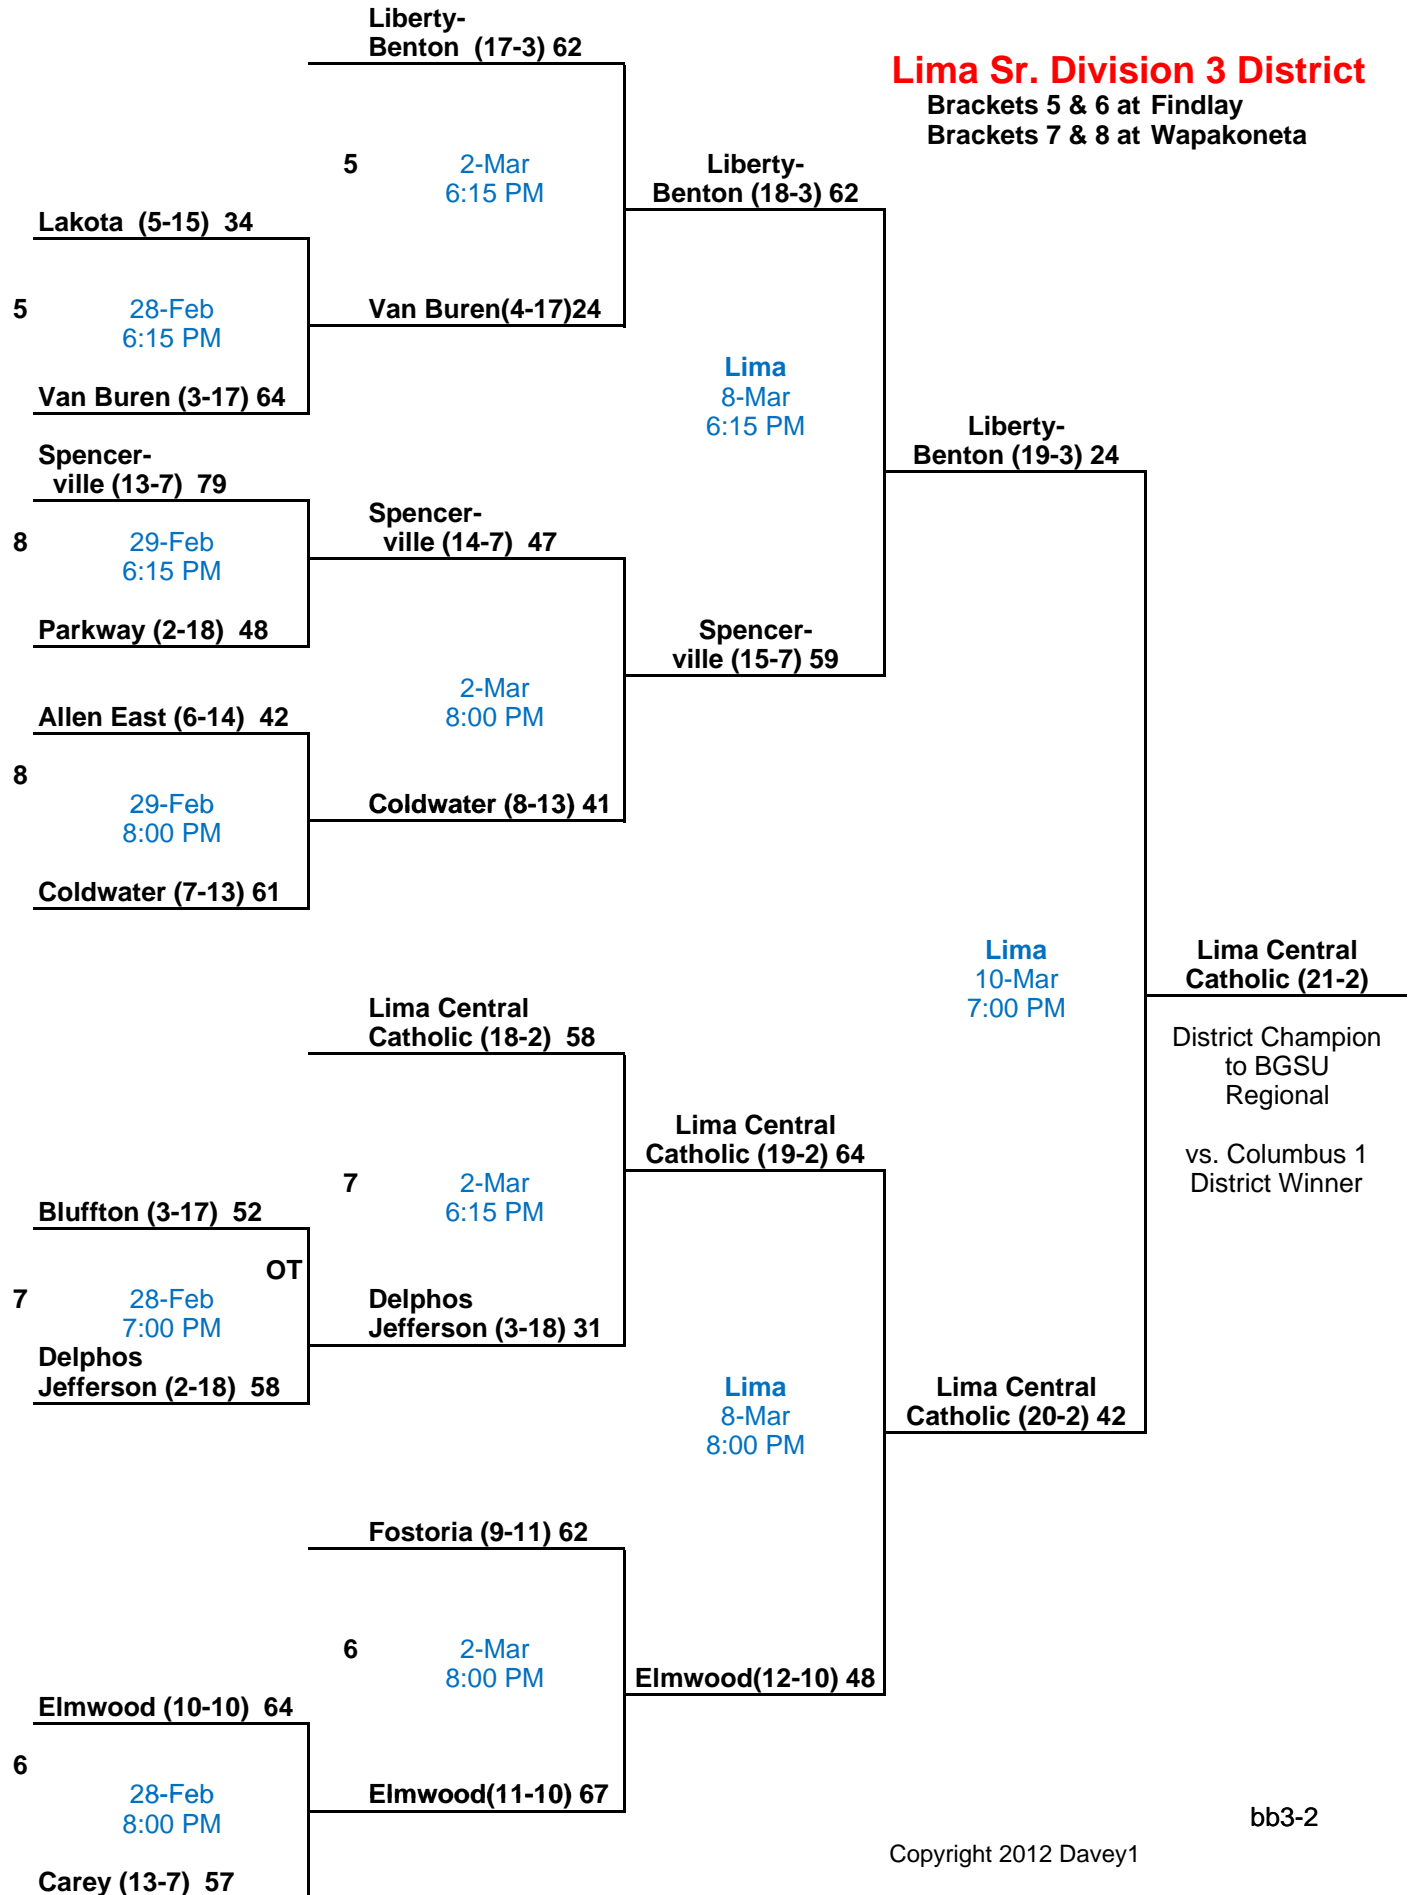 Liberty-
Benton  (17-3) 62
Lima Sr. Division 3 District
Brackets 5 & 6 at Findlay
Brackets 7 & 8 at Wapakoneta
5
2-Mar
6:15 PM
Liberty-
Benton (18-3) 62
Lakota  (5-15)  34
5
28-Feb
6:15 PM
Van Buren(4-17)24
Van Buren (3-17) 64
Lima
8-Mar
6:15 PM
Liberty-
Benton (19-3) 24
Spencer-
ville (13-7)  79
8
29-Feb
6:15 PM
Spencer-
ville (14-7)  47
Parkway (2-18)  48
Spencer-
ville (15-7) 59
2-Mar
8:00 PM
Allen East (6-14)  42
8
29-Feb
8:00 PM
Coldwater (8-13) 41
Coldwater (7-13) 61
Lima
10-Mar
7:00 PM
Lima Central
Catholic (21-2)
District Champion
to BGSU
Regional
vs. Columbus 1
District Winner
Lima Central
Catholic (18-2)  58
Lima Central
Catholic (19-2) 64
7
2-Mar
6:15 PM
Bluffton (3-17)  52
OT
7
28-Feb
7:00 PM
Delphos
Jefferson (3-18) 31
Delphos
Jefferson (2-18)  58
Lima
8-Mar
8:00 PM
Lima Central
Catholic (20-2) 42
Fostoria (9-11) 62
6
2-Mar
8:00 PM
Elmwood(12-10) 48
Elmwood (10-10)  64
6
28-Feb
8:00 PM
Elmwood(11-10) 67
Carey (13-7)  57
bb3-2
Copyright 2012 Davey1